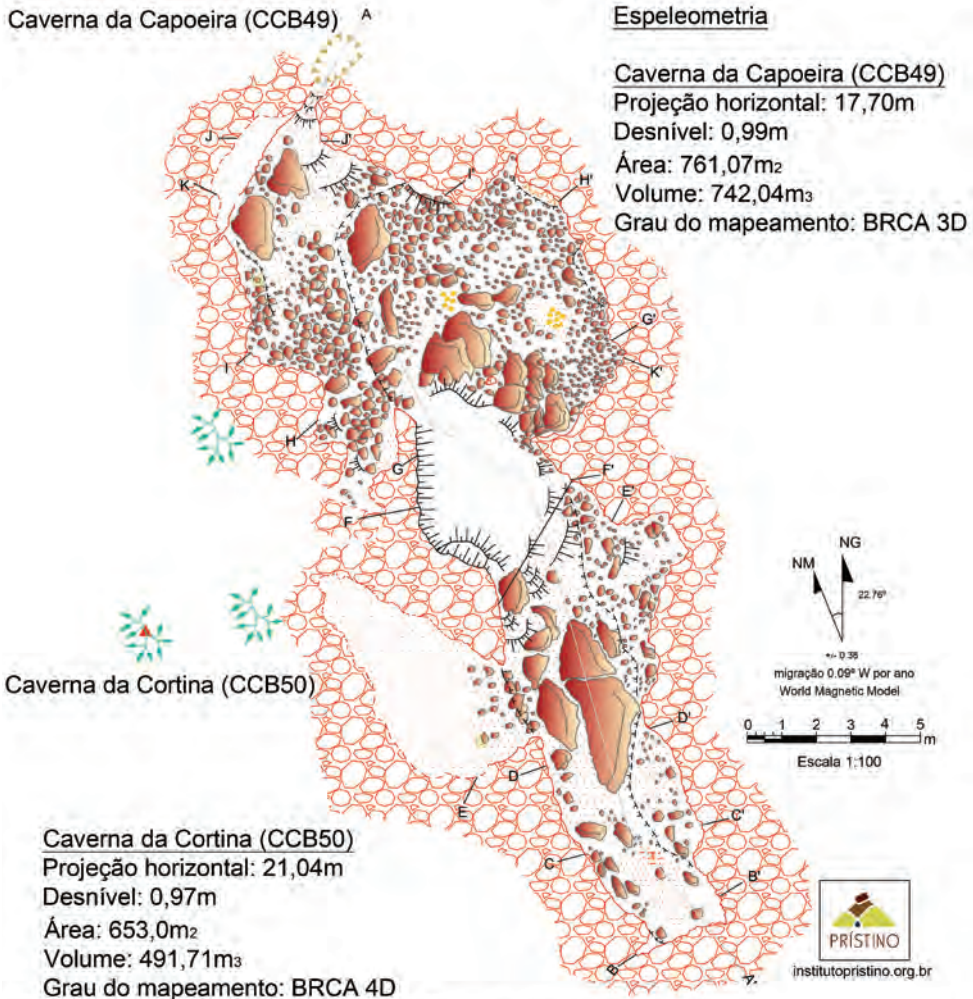 Caverna da Capoeira (CCB49)
A
Espeleometria
Caverna da Capoeira (CCB49)
Projeção horizontal: 17,70m
Desnível: 0,99m
Área: 761,07m2
Volume: 742,04m3
Grau do mapeamento: BRCA 3D
J
J'
I'
H'
K
G'
K'
I
H
G
F'
E'
F
NM
NG
22.76º
+/- 0.38
migração 0.09º W por ano
World Magnetic Model
Caverna da Cortina (CCB50)
0 1 2 3 4 5
m
Escala 1:100
D'
D
E
C'
C
B'
B
A'
Caverna da Cortina (CCB50)
Projeção horizontal: 21,04m
Desnível: 0,97m
Área: 653,0m2
Volume: 491,71m3
Grau do mapeamento: BRCA 4D
PRÍSTINO
institutopristino.org.br